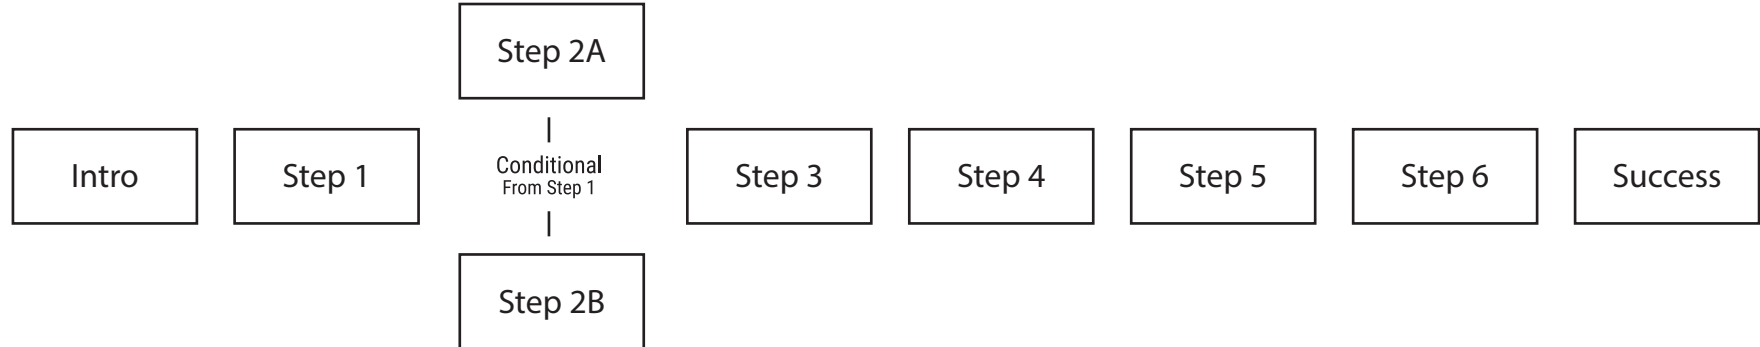 Intro
Step 1
Step 2A
Conditional
From Step 1
Step 2B
Step 3
Step 4
Step 5
Step 6
Success